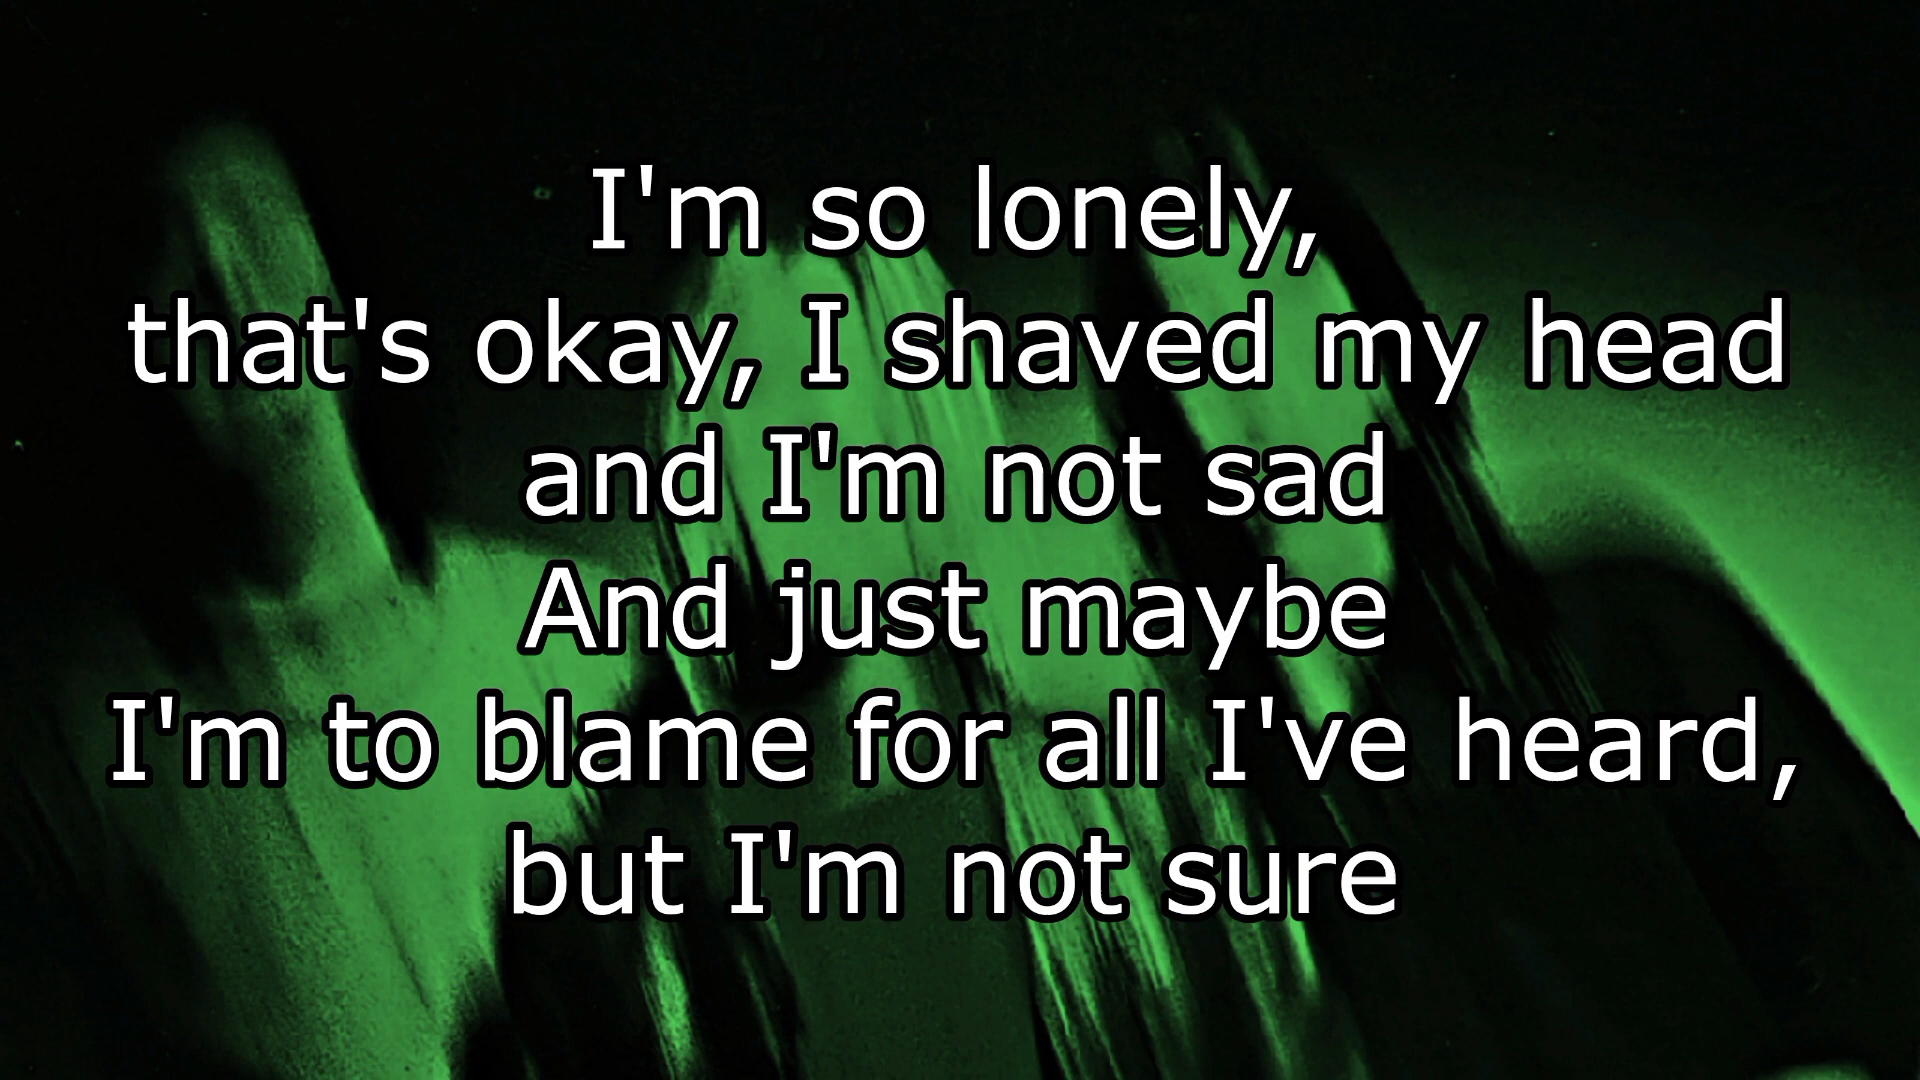 I'm so lonely,
that's okay, I shaved my head
and I'm not sad
And just maybe
I'm to blame for all I've heard,
but I'm not sure